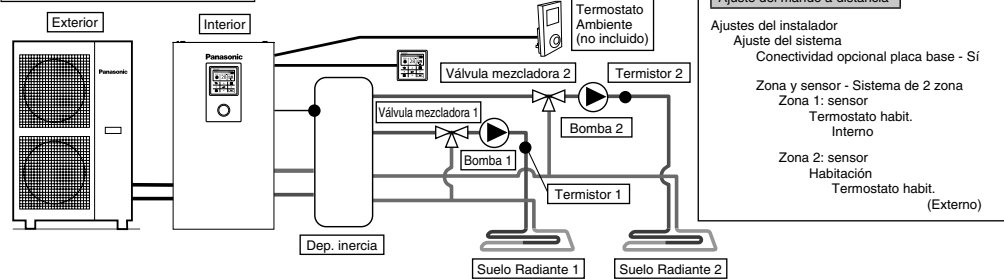 Exterior
Interior
Panasonic
Panasonic
Termostato
Ambiente
(no incluido)
Válvula mezcladora 2
Termistor 2
Válvula mezcladora 1
Bomba 2
Bomba 1
Termistor 1
Dep. inercia
Suelo Radiante 1
Suelo Radiante 2
Ajuste del mando a distancia
Ajustes del instalador
Ajuste del sistema
Conectividad opcional placa base - Sí
Zona y sensor - Sistema de 2 zona
Zona 1: sensor
Termostato habit.
Interno
Zona 2: sensor
Habitación
Termostato habit.
(Externo)